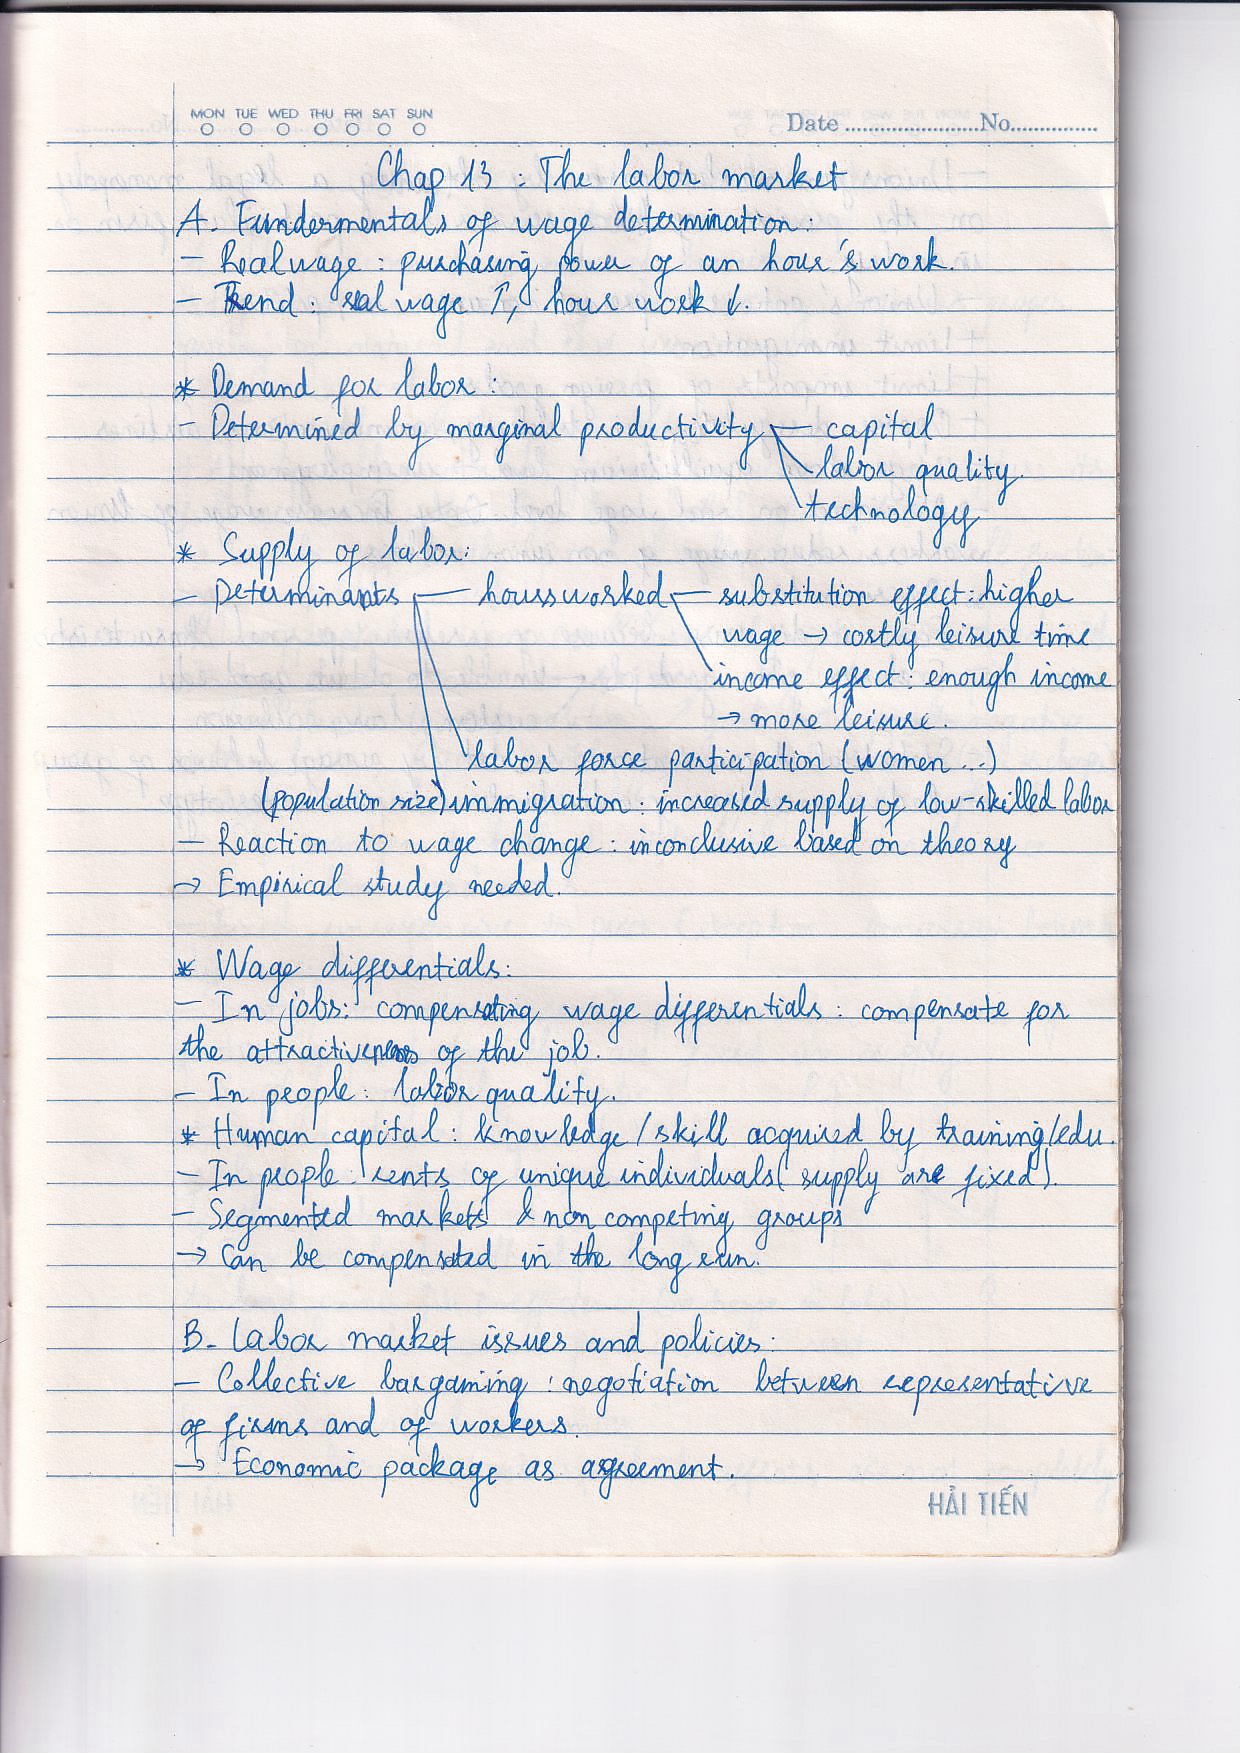 MON TUE WED THU FRI SAT SUN
Date ........................No................
Chap 13 : The labor market
A. Fundermentals of wage determination:
- Real wage : purchasing power of an hour's work.
- Trend : real wage ↑, hour work ↓.
* Demand for labor :
- Determined by marginal productivity — capital
labor quality.
technology
* Supply of labor:
- Determinants — hours worked — substitution effect : higher
wage → costly leisure time
income effect : enough income
→ more leisure.
labor force participation (women ...)
(population size) immigration : increased supply of low-skilled labor
- Reaction to wage change : inconclusive based on theory
→ Empirical study needed.
* Wage differentials:
- In jobs: compensating wage differentials : compensate for
the attractiveness of the job.
- In people : labor quality.
* Human capital : knowledge / skill acquired by training/edu.
- In people : rents of unique individuals ( supply are fixed).
- Segmented markets & non competing groups
→ Can be compensated in the long run.
B- Labor market issues and policies:
- Collective bargaming : negotiation between representative
of firms and of workers.
→ Economic package as agreement.
HẢI TIẾN